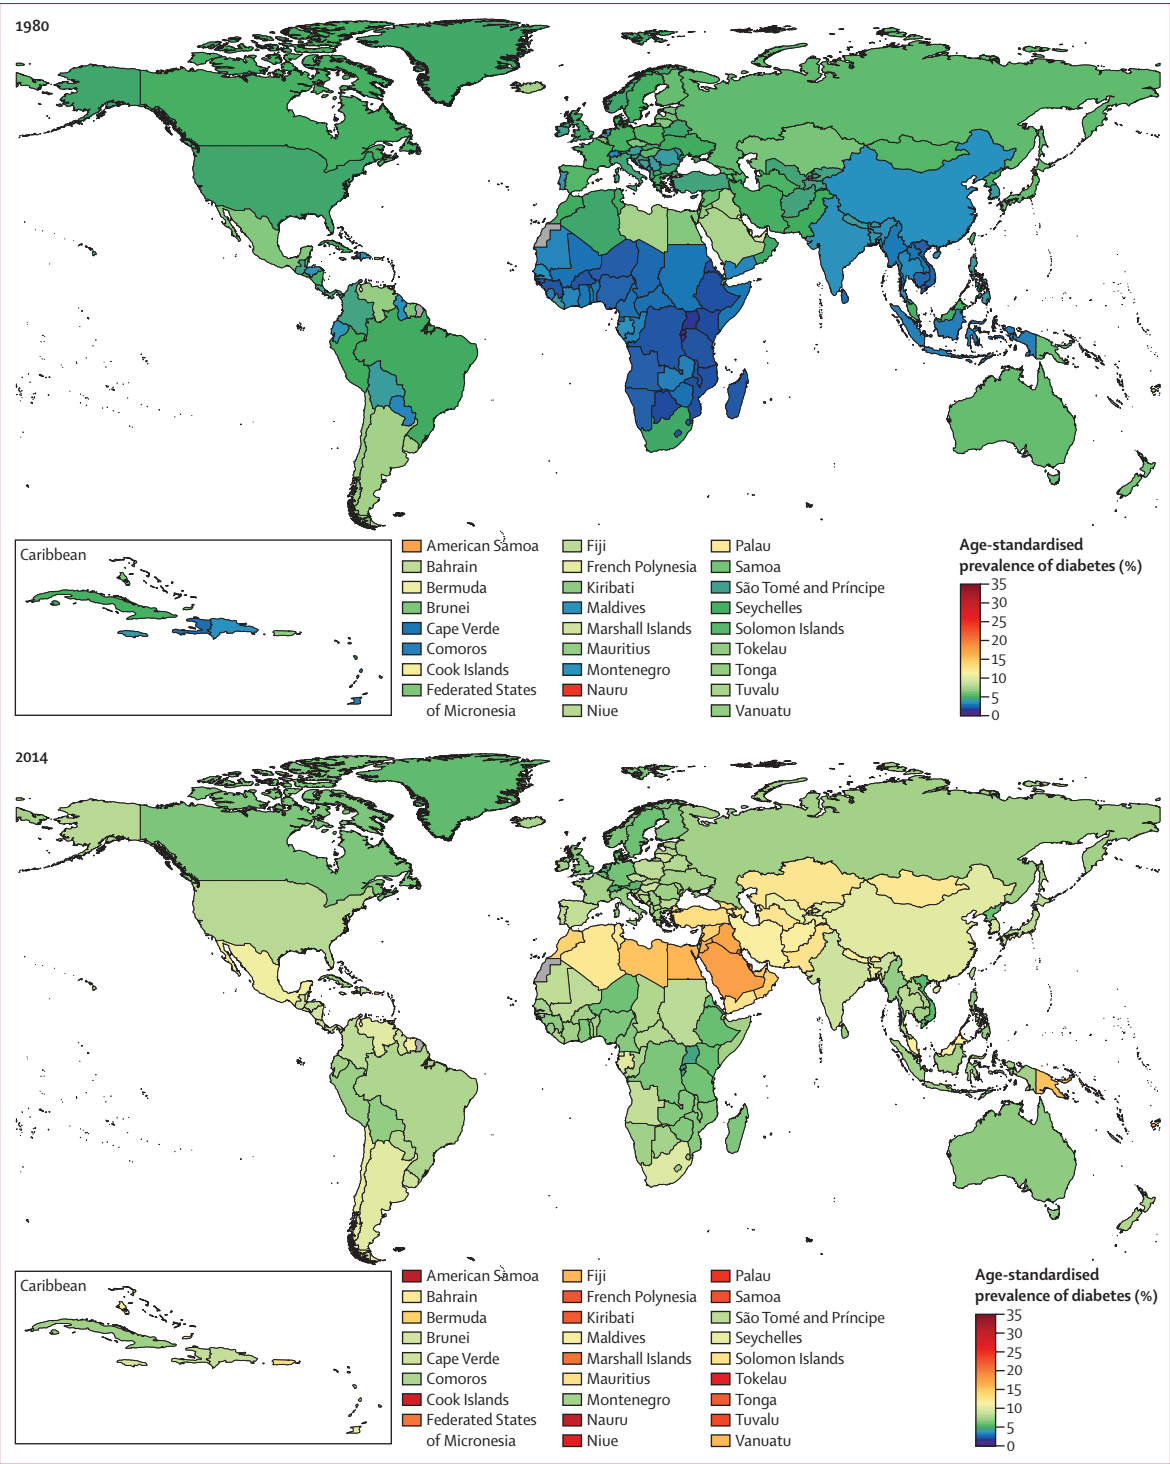 1980
Caribbean
American Samoa
Bahrain
Bermuda
Brunei
Cape Verde
Comoros
Cook Islands
Federated States
of Micronesia
Fiji
French Polynesia
Kiribati
Maldives
Marshall Islands
Mauritius
Montenegro
Nauru
Niue
Palau
Samoa
São Tomé and Príncipe
Seychelles
Solomon Islands
Tokelau
Tonga
Tuvalu
Vanuatu
Age-standardised
prevalence of diabetes (%)
35
30
25
20
15
10
5
0
2014
Caribbean
American Samoa
Bahrain
Bermuda
Brunei
Cape Verde
Comoros
Cook Islands
Federated States
of Micronesia
Fiji
French Polynesia
Kiribati
Maldives
Marshall Islands
Mauritius
Montenegro
Nauru
Niue
Palau
Samoa
São Tomé and Príncipe
Seychelles
Solomon Islands
Tokelau
Tonga
Tuvalu
Vanuatu
Age-standardised
prevalence of diabetes (%)
35
30
25
20
15
10
5
0